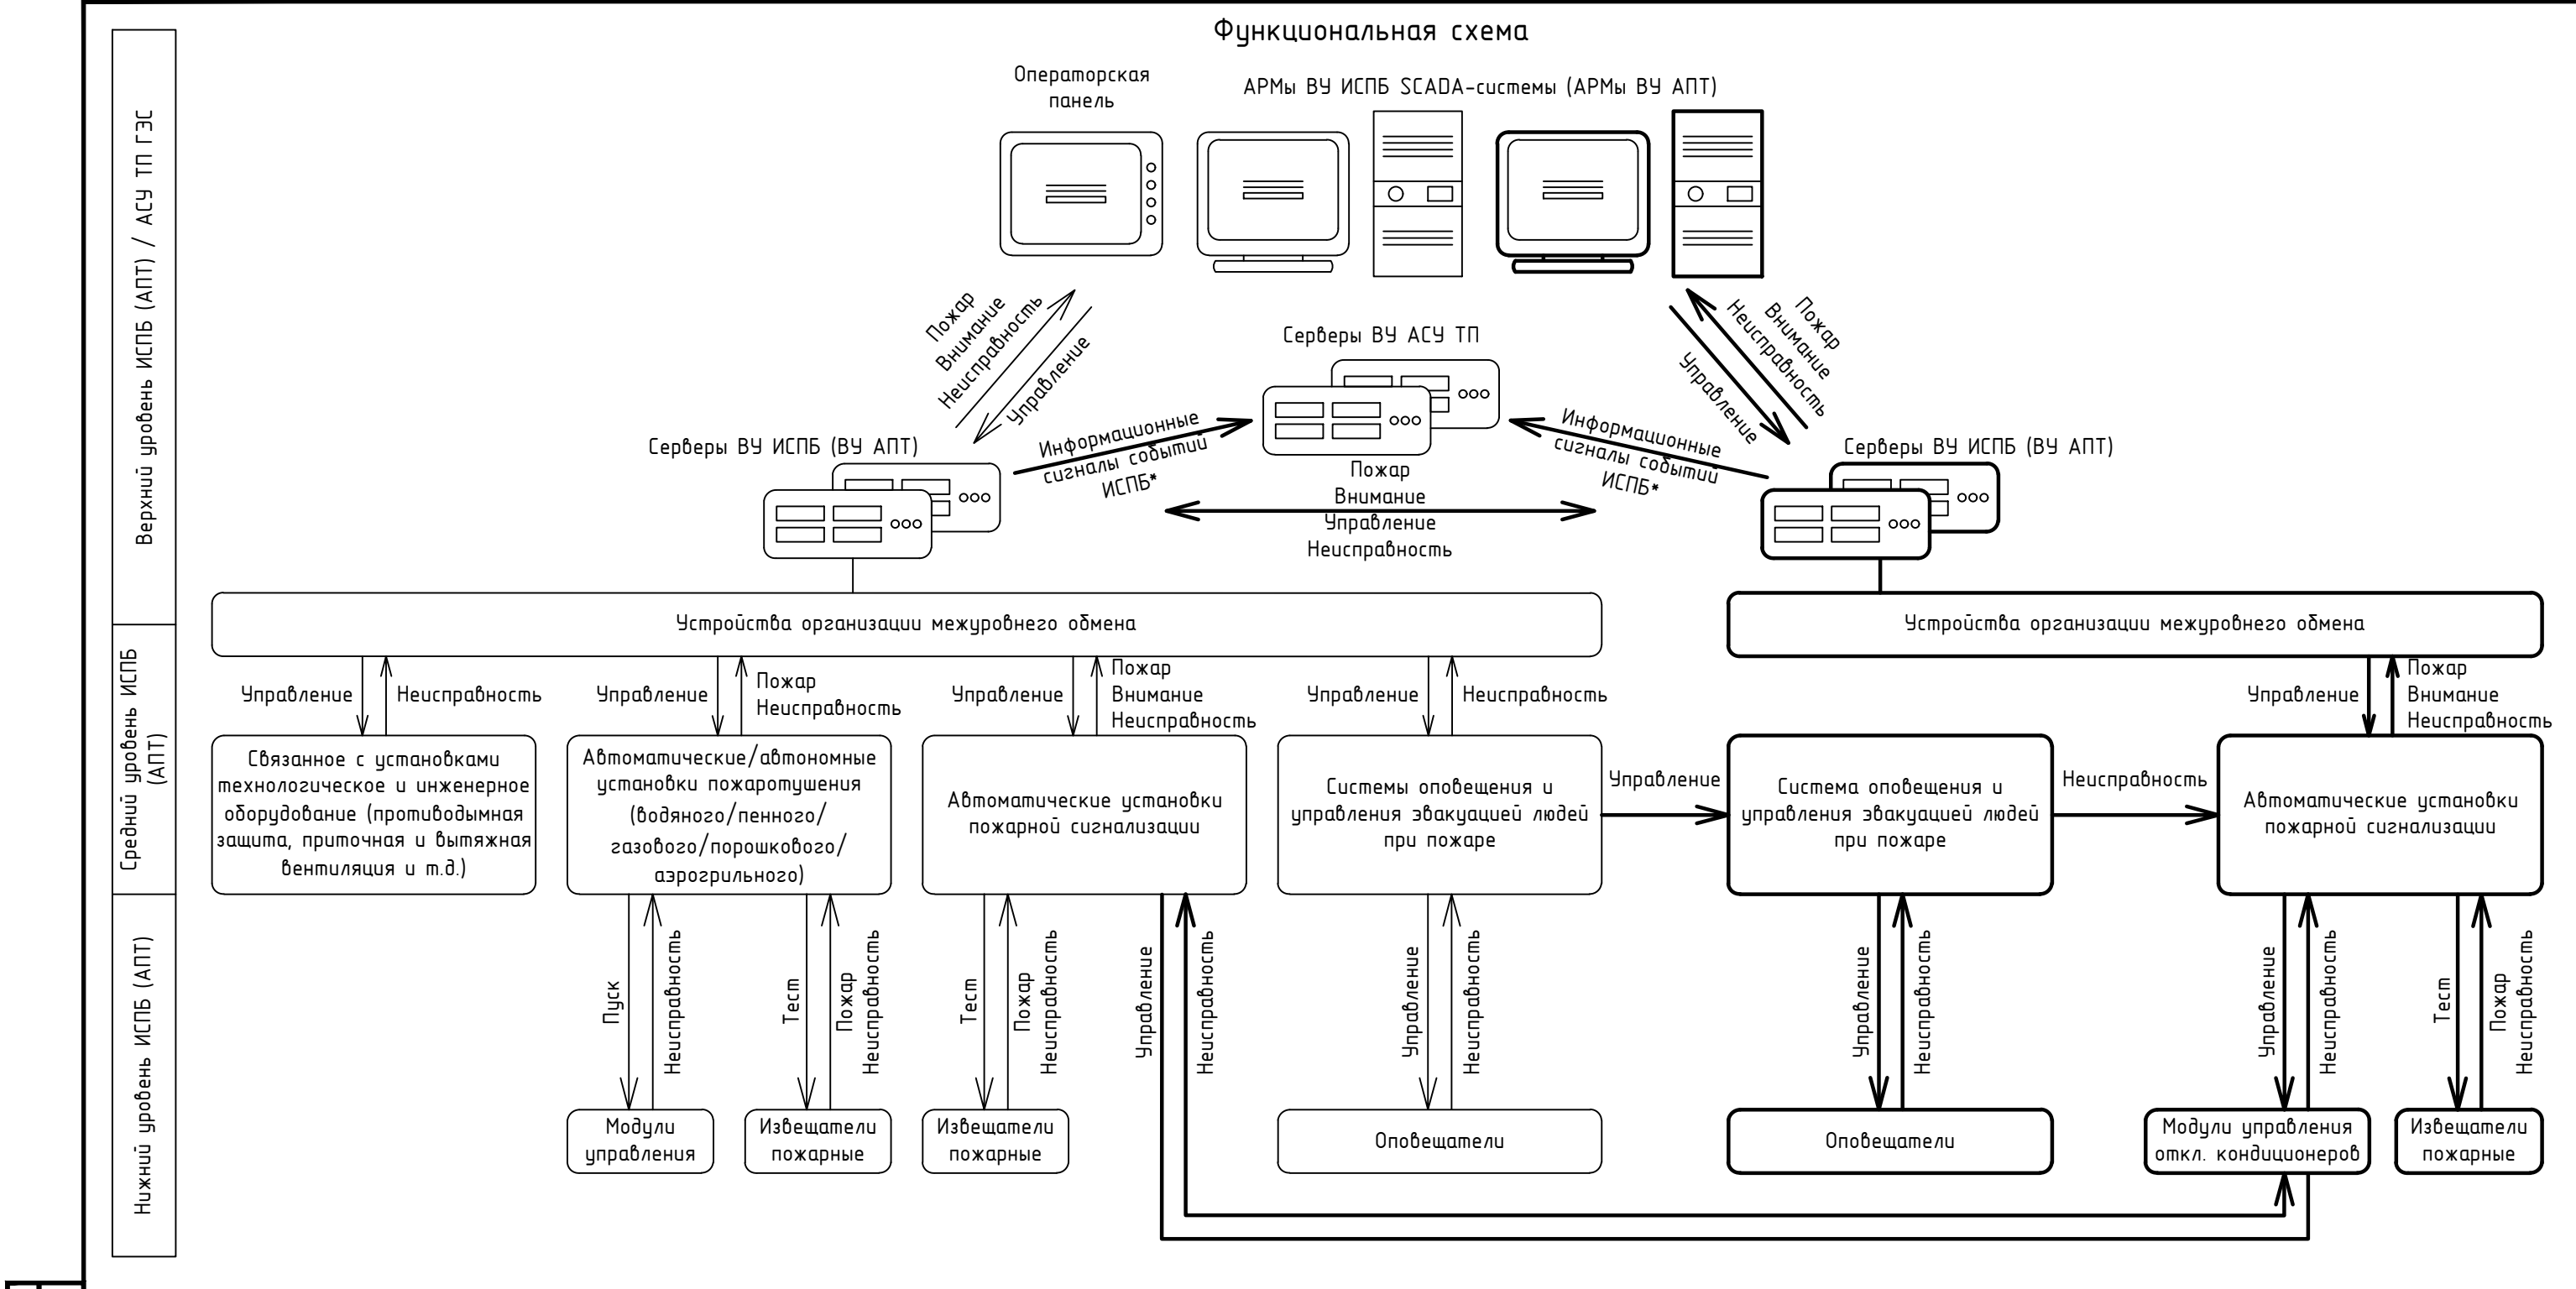 Функциональная схема
Операторская
панель
АРМы ВУ ИСПБ SCADA-системы (АРМы ВУ АПТ)
Верхний уровень ИСПБ (АПТ) / АСУ ТП ГЭС
Пожар
Внимание
Неисправность
Управление
Серверы ВУ АСУ ТП
Пожар
Внимание
Неисправность
Управление
Серверы ВУ ИСПБ (ВУ АПТ)
Информационные
сигналы событий
ИСПБ*
Информационные
сигналы событий
ИСПБ*
Серверы ВУ ИСПБ (ВУ АПТ)
Пожар
Внимание
Управление
Неисправность
Устройства организации межуровнего обмена
Устройства организации межуровнего обмена
Средний уровень ИСПБ
(АПТ)
Управление
Неисправность
Управление
Пожар
Неисправность
Управление
Пожар
Внимание
Неисправность
Управление
Неисправность
Управление
Пожар
Внимание
Неисправность
Связанное с установками
технологическое и инженерное
оборудование (противодымная
защита, приточная и вытяжная
вентиляция и т.д.)
Автоматические/автономные
установки пожаротушения
(водяного/пенного/
газового/порошкового/
аэрогрильного)
Автоматические установки
пожарной сигнализации
Системы оповещения и
управления эвакуацией людей
при пожаре
Управление
Система оповещения и
управления эвакуацией людей
при пожаре
Неисправность
Автоматические установки
пожарной сигнализации
Нижний уровень ИСПБ (АПТ)
Пуск
Неисправность
Тест
Пожар
Неисправность
Тест
Пожар
Неисправность
Управление
Неисправность
Управление
Неисправность
Управление
Неисправность
Управление
Неисправность
Тест
Пожар
Неисправность
Модули
управления
Извещатели
пожарные
Извещатели
пожарные
Оповещатели
Оповещатели
Модули управления
откл. кондиционеров
Извещатели
пожарные